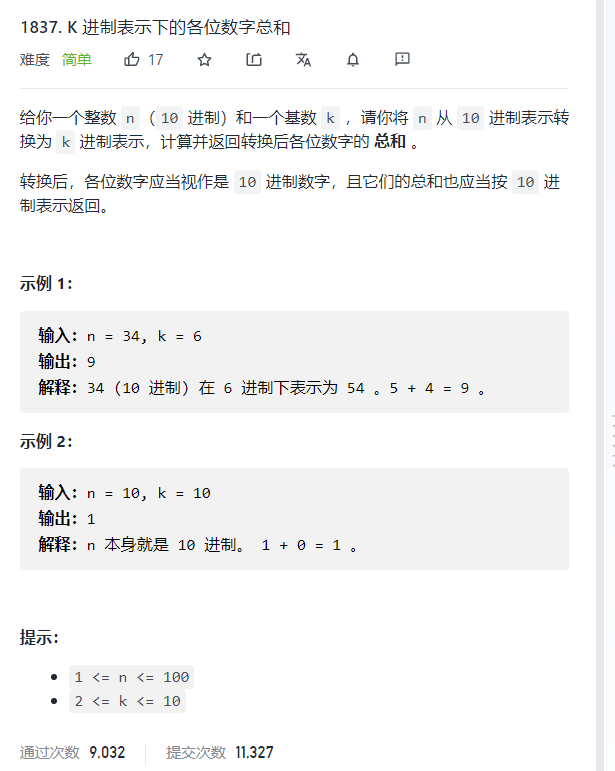 1837. K 进制表示下的各位数字总和
难度 简单 17
给你一个整数 n （ 10 进制）和一个基数 k ，请你将 n 从 10 进制表示转
换为 k 进制表示，计算并返回转换后各位数字的 总和 。
转换后，各位数字应当视作是 10 进制数字，且它们的总和也应当按 10 进
制表示返回。
示例 1：
输入：n = 34, k = 6
输出：9
解释：34 (10 进制) 在 6 进制下表示为 54 。5 + 4 = 9 。
示例 2：
输入：n = 10, k = 10
输出：1
解释：n 本身就是 10 进制。 1 + 0 = 1 。
提示：
1 <= n <= 100
2 <= k <= 10
通过次数 9,032 提交次数 11,327